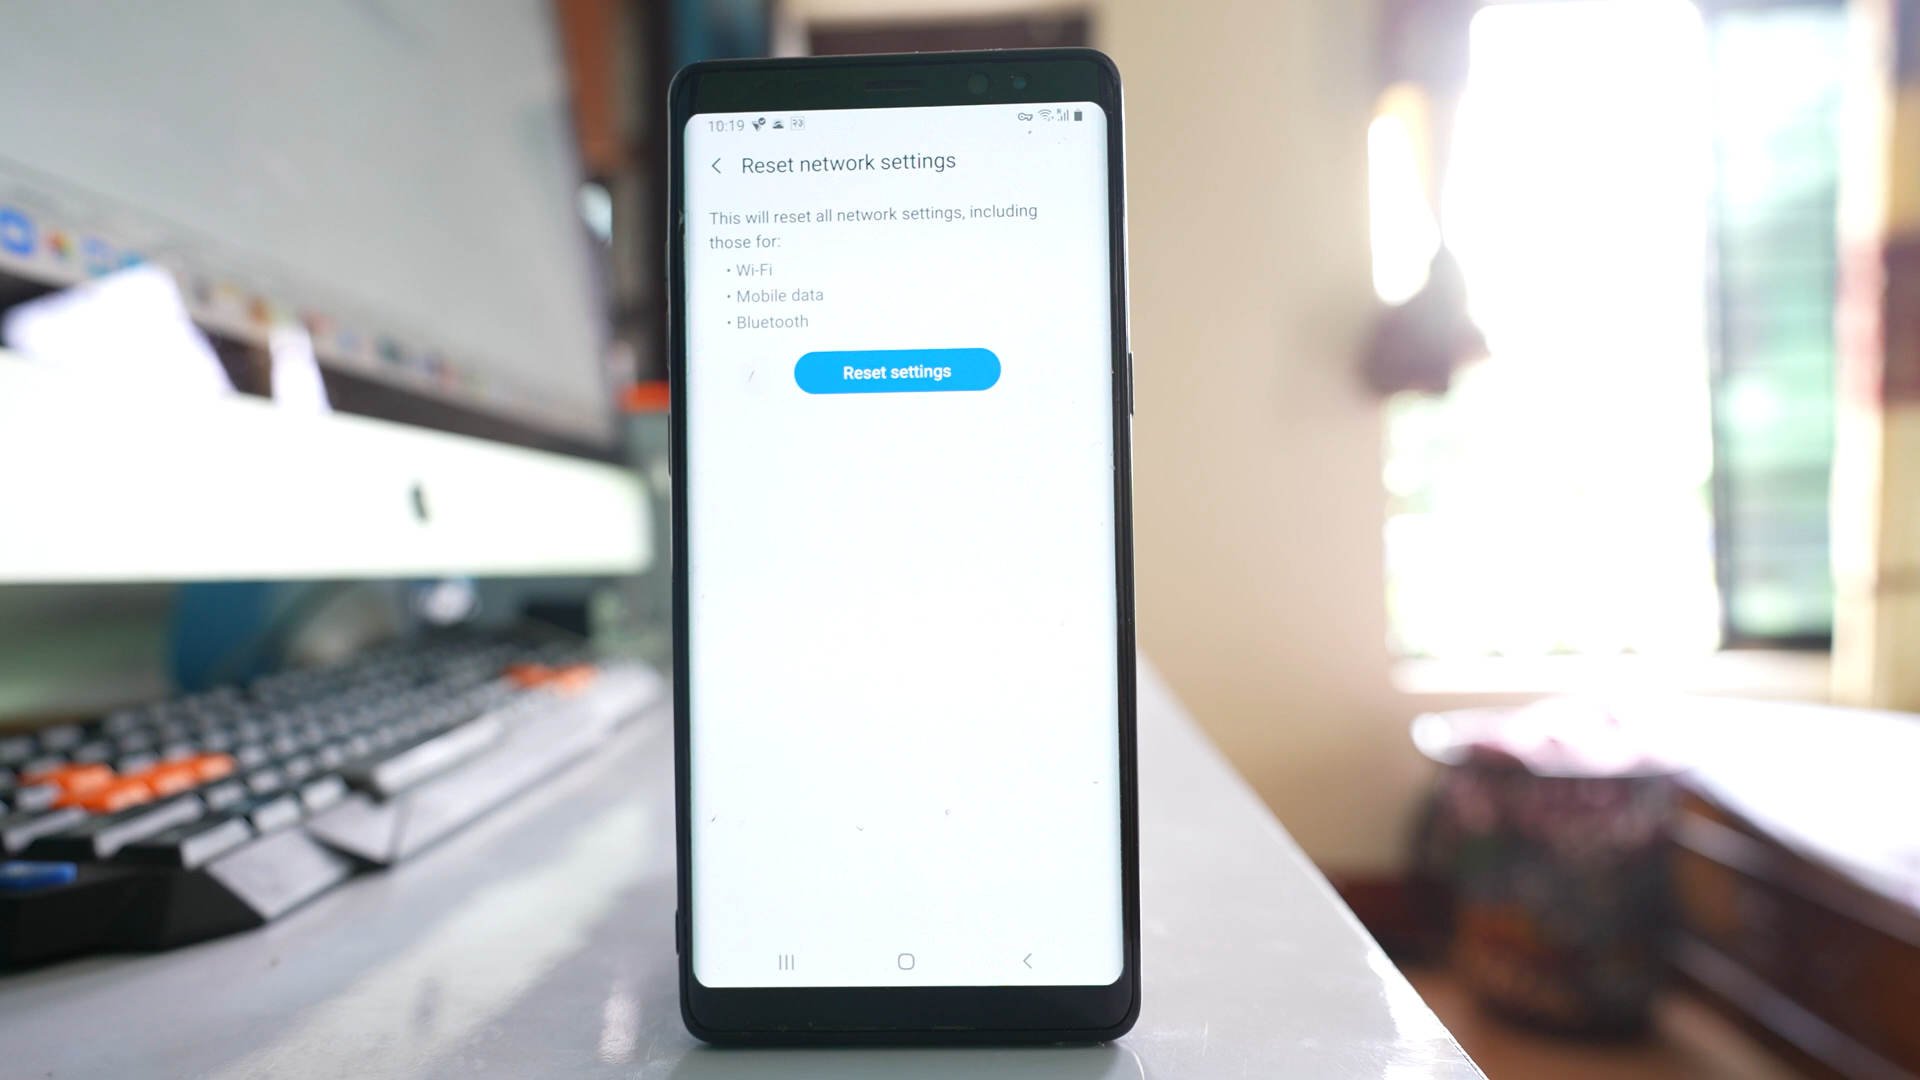 10:19
Reset network settings
This will reset all network settings, including
those for:
• Wi-Fi
• Mobile data
• Bluetooth
Reset settings